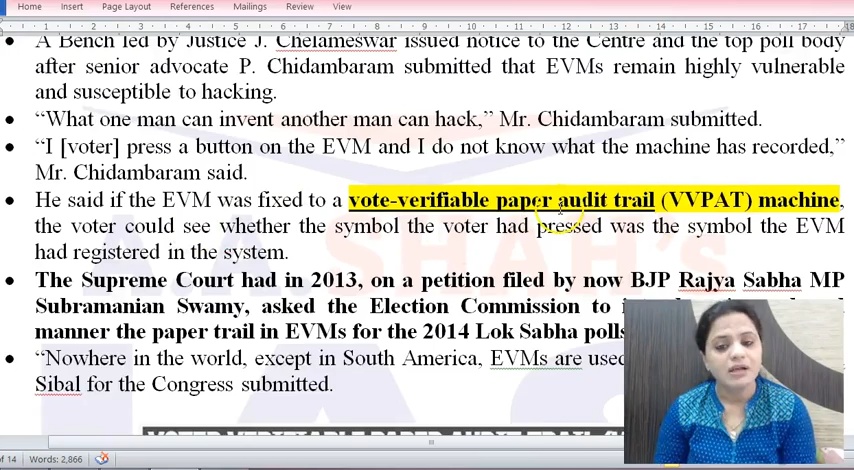 Home Insert Page Layout References Mailings Review View
A Bench led by Justice J. Chelameswar issued notice to the Centre and the top poll body
after senior advocate P. Chidambaram submitted that EVMs remain highly vulnerable
and susceptible to hacking.
“What one man can invent another man can hack,” Mr. Chidambaram submitted.
“I [voter] press a button on the EVM and I do not know what the machine has recorded,”
Mr. Chidambaram said.
He said if the EVM was fixed to a vote-verifiable paper audit trail (VVPAT) machine,
the voter could see whether the symbol the voter had pressed was the symbol the EVM
had registered in the system.
The Supreme Court had in 2013, on a petition filed by now BJP Rajya Sabha MP
Subramanian Swamy, asked the Election Commission to
manner the paper trail in EVMs for the 2014 Lok Sabha polls
“Nowhere in the world, except in South America, EVMs are used
Sibal for the Congress submitted.
A.A.SHAH's
IAS
of 14 Words: 2,866